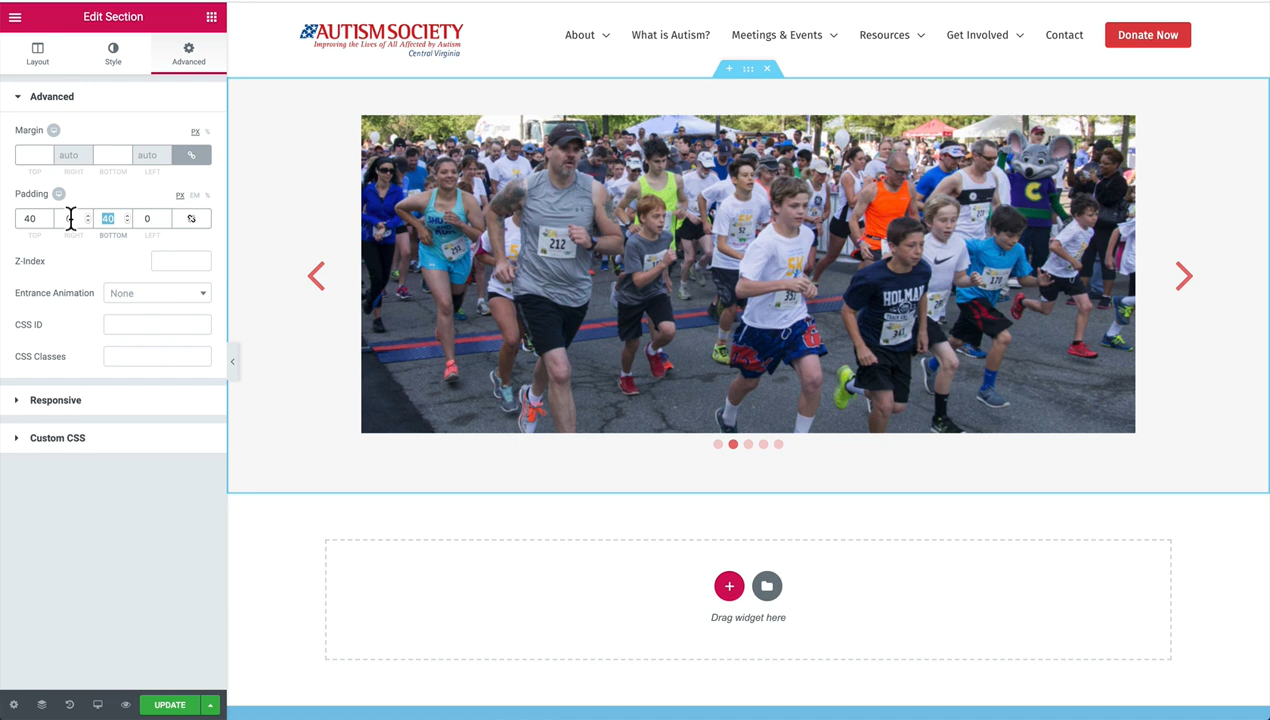 Edit Section
Layout
Style
Advanced
Advanced
Margin
PX %
auto auto
TOP RIGHT BOTTOM LEFT
Padding
PX EM %
40 40 0
TOP RIGHT BOTTOM LEFT
Z-Index
Entrance Animation None
CSS ID
CSS Classes
Responsive
Custom CSS
UPDATE
AUTISM SOCIETY
Improving the Lives of All Affected by Autism
Central Virginia
About What is Autism? Meetings & Events Resources Get Involved Contact Donate Now
212
351
HOLMAN
52
C
Drag widget here